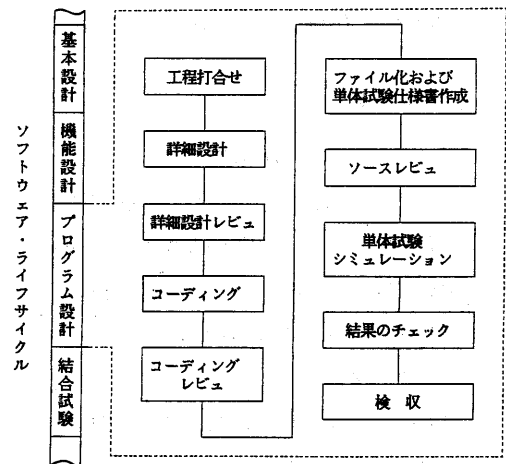 ソフトウェア・ライフサイクル
基本設計
機能設計
プログラム設計
結合試験
工程打合せ
詳細設計
詳細設計レビュ
コーディング
コーディング
レビュ
ファイル化および
単体試験仕様書作成
ソースレビュ
単体試験
シミュレーション
結果のチェック
検収